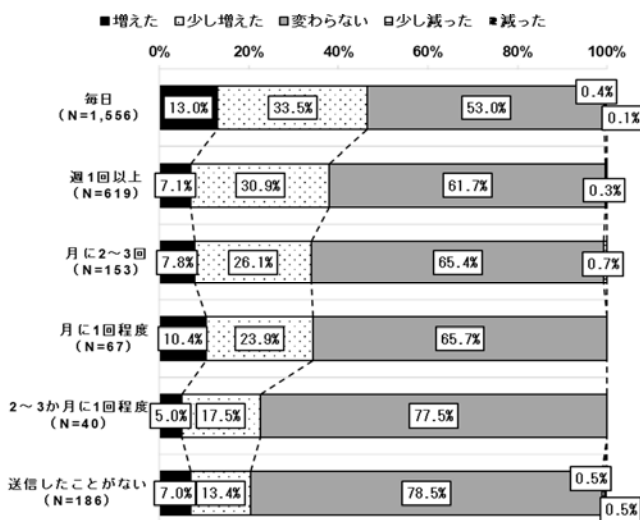 ■増えた □少し増えた ■変わらない □少し減った ■減った
0% 20% 40% 60% 80% 100%
毎日
(N=1,556)
13.0% 33.5% 53.0% 0.4% 0.1%
週1回以上
(N=619)
7.1% 30.9% 61.7% 0.3%
月に2～3回
(N=153)
7.8% 26.1% 65.4% 0.7%
月に1回程度
(N=67)
10.4% 23.9% 65.7%
2～3か月に1回程度
(N=40)
5.0% 17.5% 77.5%
送信したことがない
(N=186)
7.0% 13.4% 78.5% 0.5% 0.5%